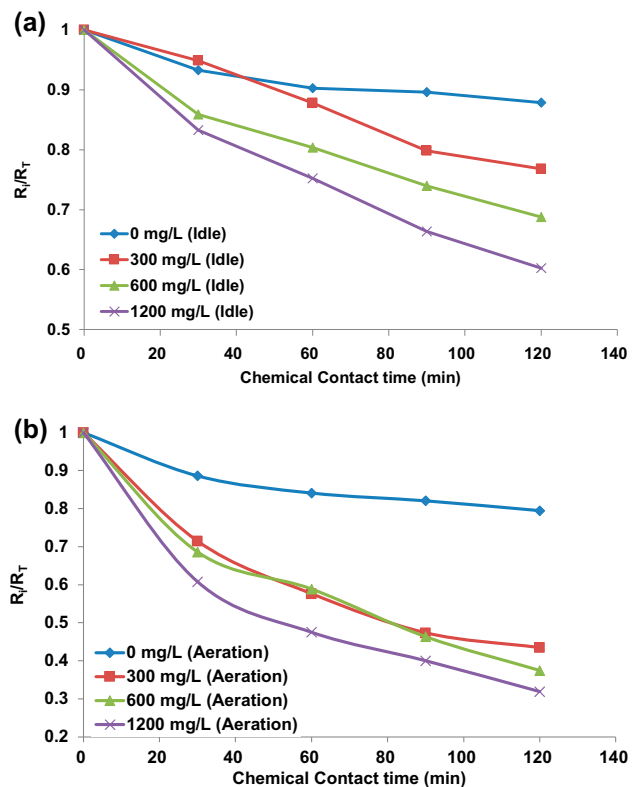 (a)
1
0.9
0.8
0.7
0.6
0.5
Ri/RT
0 mg/L (Idle)
300 mg/L (Idle)
600 mg/L (Idle)
1200 mg/L (Idle)
0 20 40 60 80 100 120 140
Chemical Contact time (min)
(b)
1
0.9
0.8
0.7
0.6
0.5
0.4
0.3
0.2
Ri/RT
0 mg/L (Aeration)
300 mg/L (Aeration)
600 mg/L (Aeration)
1200 mg/L (Aeration)
0 20 40 60 80 100 120 140
Chemical Contact time (min)